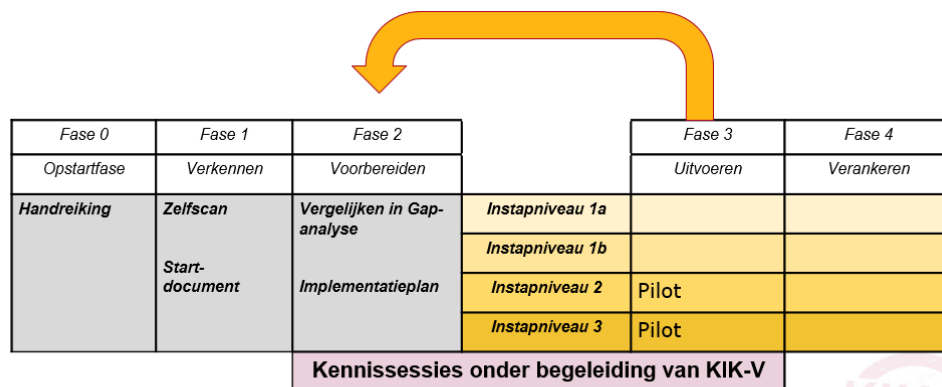 Fase 0 Fase 1 Fase 2 Fase 3 Fase 4
Opstartfase Verkennen Voorbereiden Uitvoeren Verankeren
Handreiking Zelfscan Vergelijken in Gap- Instapniveau 1a
analyse
Instapniveau 1b
Start-
document Implementatieplan Instapniveau 2 Pilot
Instapniveau 3 Pilot
Kennissessies onder begeleiding van KIK-V